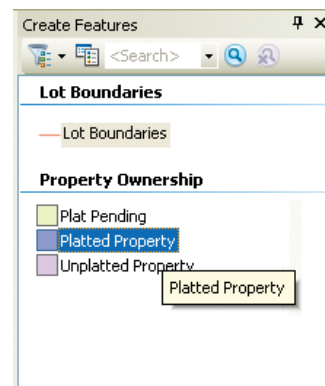 Create Features
<Search>
Lot Boundaries
Lot Boundaries
Property Ownership
Plat Pending
Platted Property
Unplatted Property
Platted Property